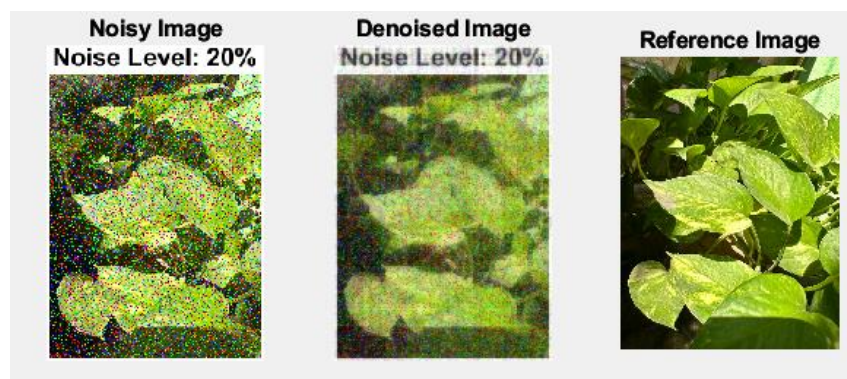 Noisy Image
Noise Level: 20%
Denoised Image
Noise Level: 20%
Reference Image